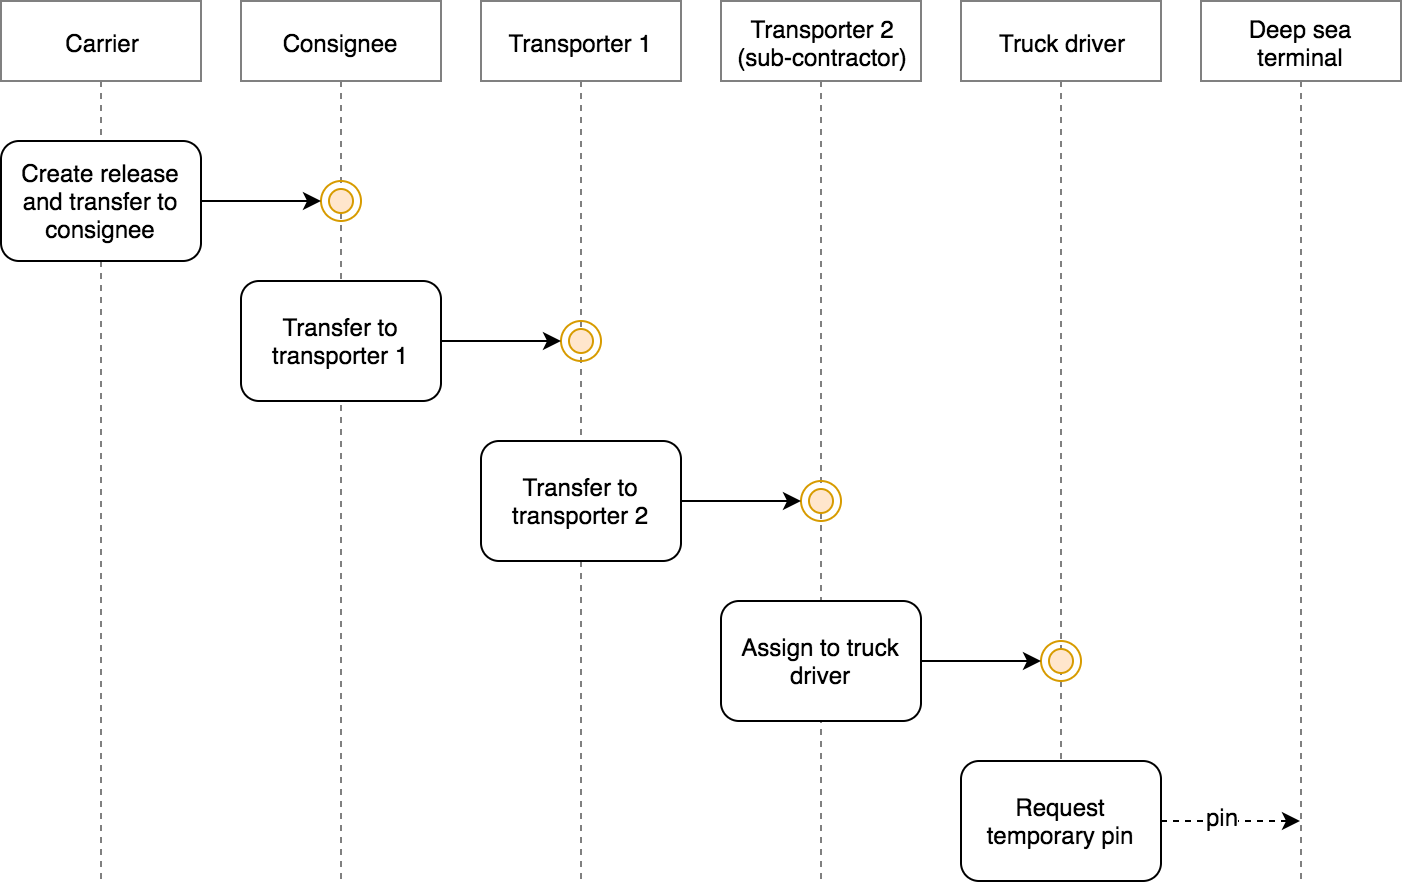 Carrier
Consignee
Transporter 1
Transporter 2
(sub-contractor)
Truck driver
Deep sea
terminal
Create release
and transfer to
consignee
Transfer to
transporter 1
Transfer to
transporter 2
Assign to truck
driver
Request
temporary pin
pin